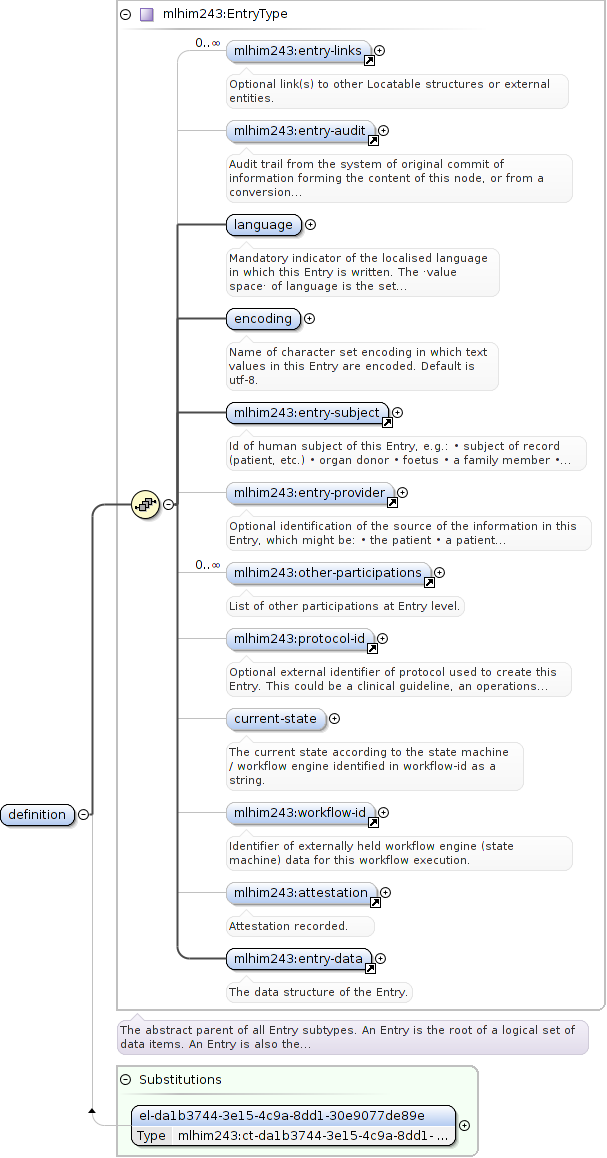 mlhim243:EntryType
0..∞
mlhim243:entry-links
Optional link(s) to other Locatable structures or external
entities.
mlhim243:entry-audit
Audit trail from the system of original commit of
information forming the content of this node, or from a
conversion...
language
Mandatory indicator of the localised language
in which this Entry is written. The ·value
space· of language is the set...
encoding
Name of character set encoding in which text
values in this Entry are encoded. Default is
utf-8.
mlhim243:entry-subject
Id of human subject of this Entry, e.g.: • subject of record
(patient, etc.) • organ donor • foetus • a family member •...
mlhim243:entry-provider
Optional identification of the source of the information in this
Entry, which might be: • the patient • a patient...
0..∞
mlhim243:other-participations
List of other participations at Entry level.
mlhim243:protocol-id
Optional external identifier of protocol used to create this
Entry. This could be a clinical guideline, an operations...
current-state
The current state according to the state machine
/ workflow engine identified in workflow-id as a
string.
mlhim243:workflow-id
Identifier of externally held workflow engine (state
machine) data for this workflow execution.
mlhim243:attestation
Attestation recorded.
mlhim243:entry-data
The data structure of the Entry.
definition
The abstract parent of all Entry subtypes. An Entry is the root of a logical set of
data items. An Entry is also the...
Substitutions
el-da1b3744-3e15-4c9a-8dd1-30e9077de89e
Type mlhim243:ct-da1b3744-3e15-4c9a-8dd1- ...